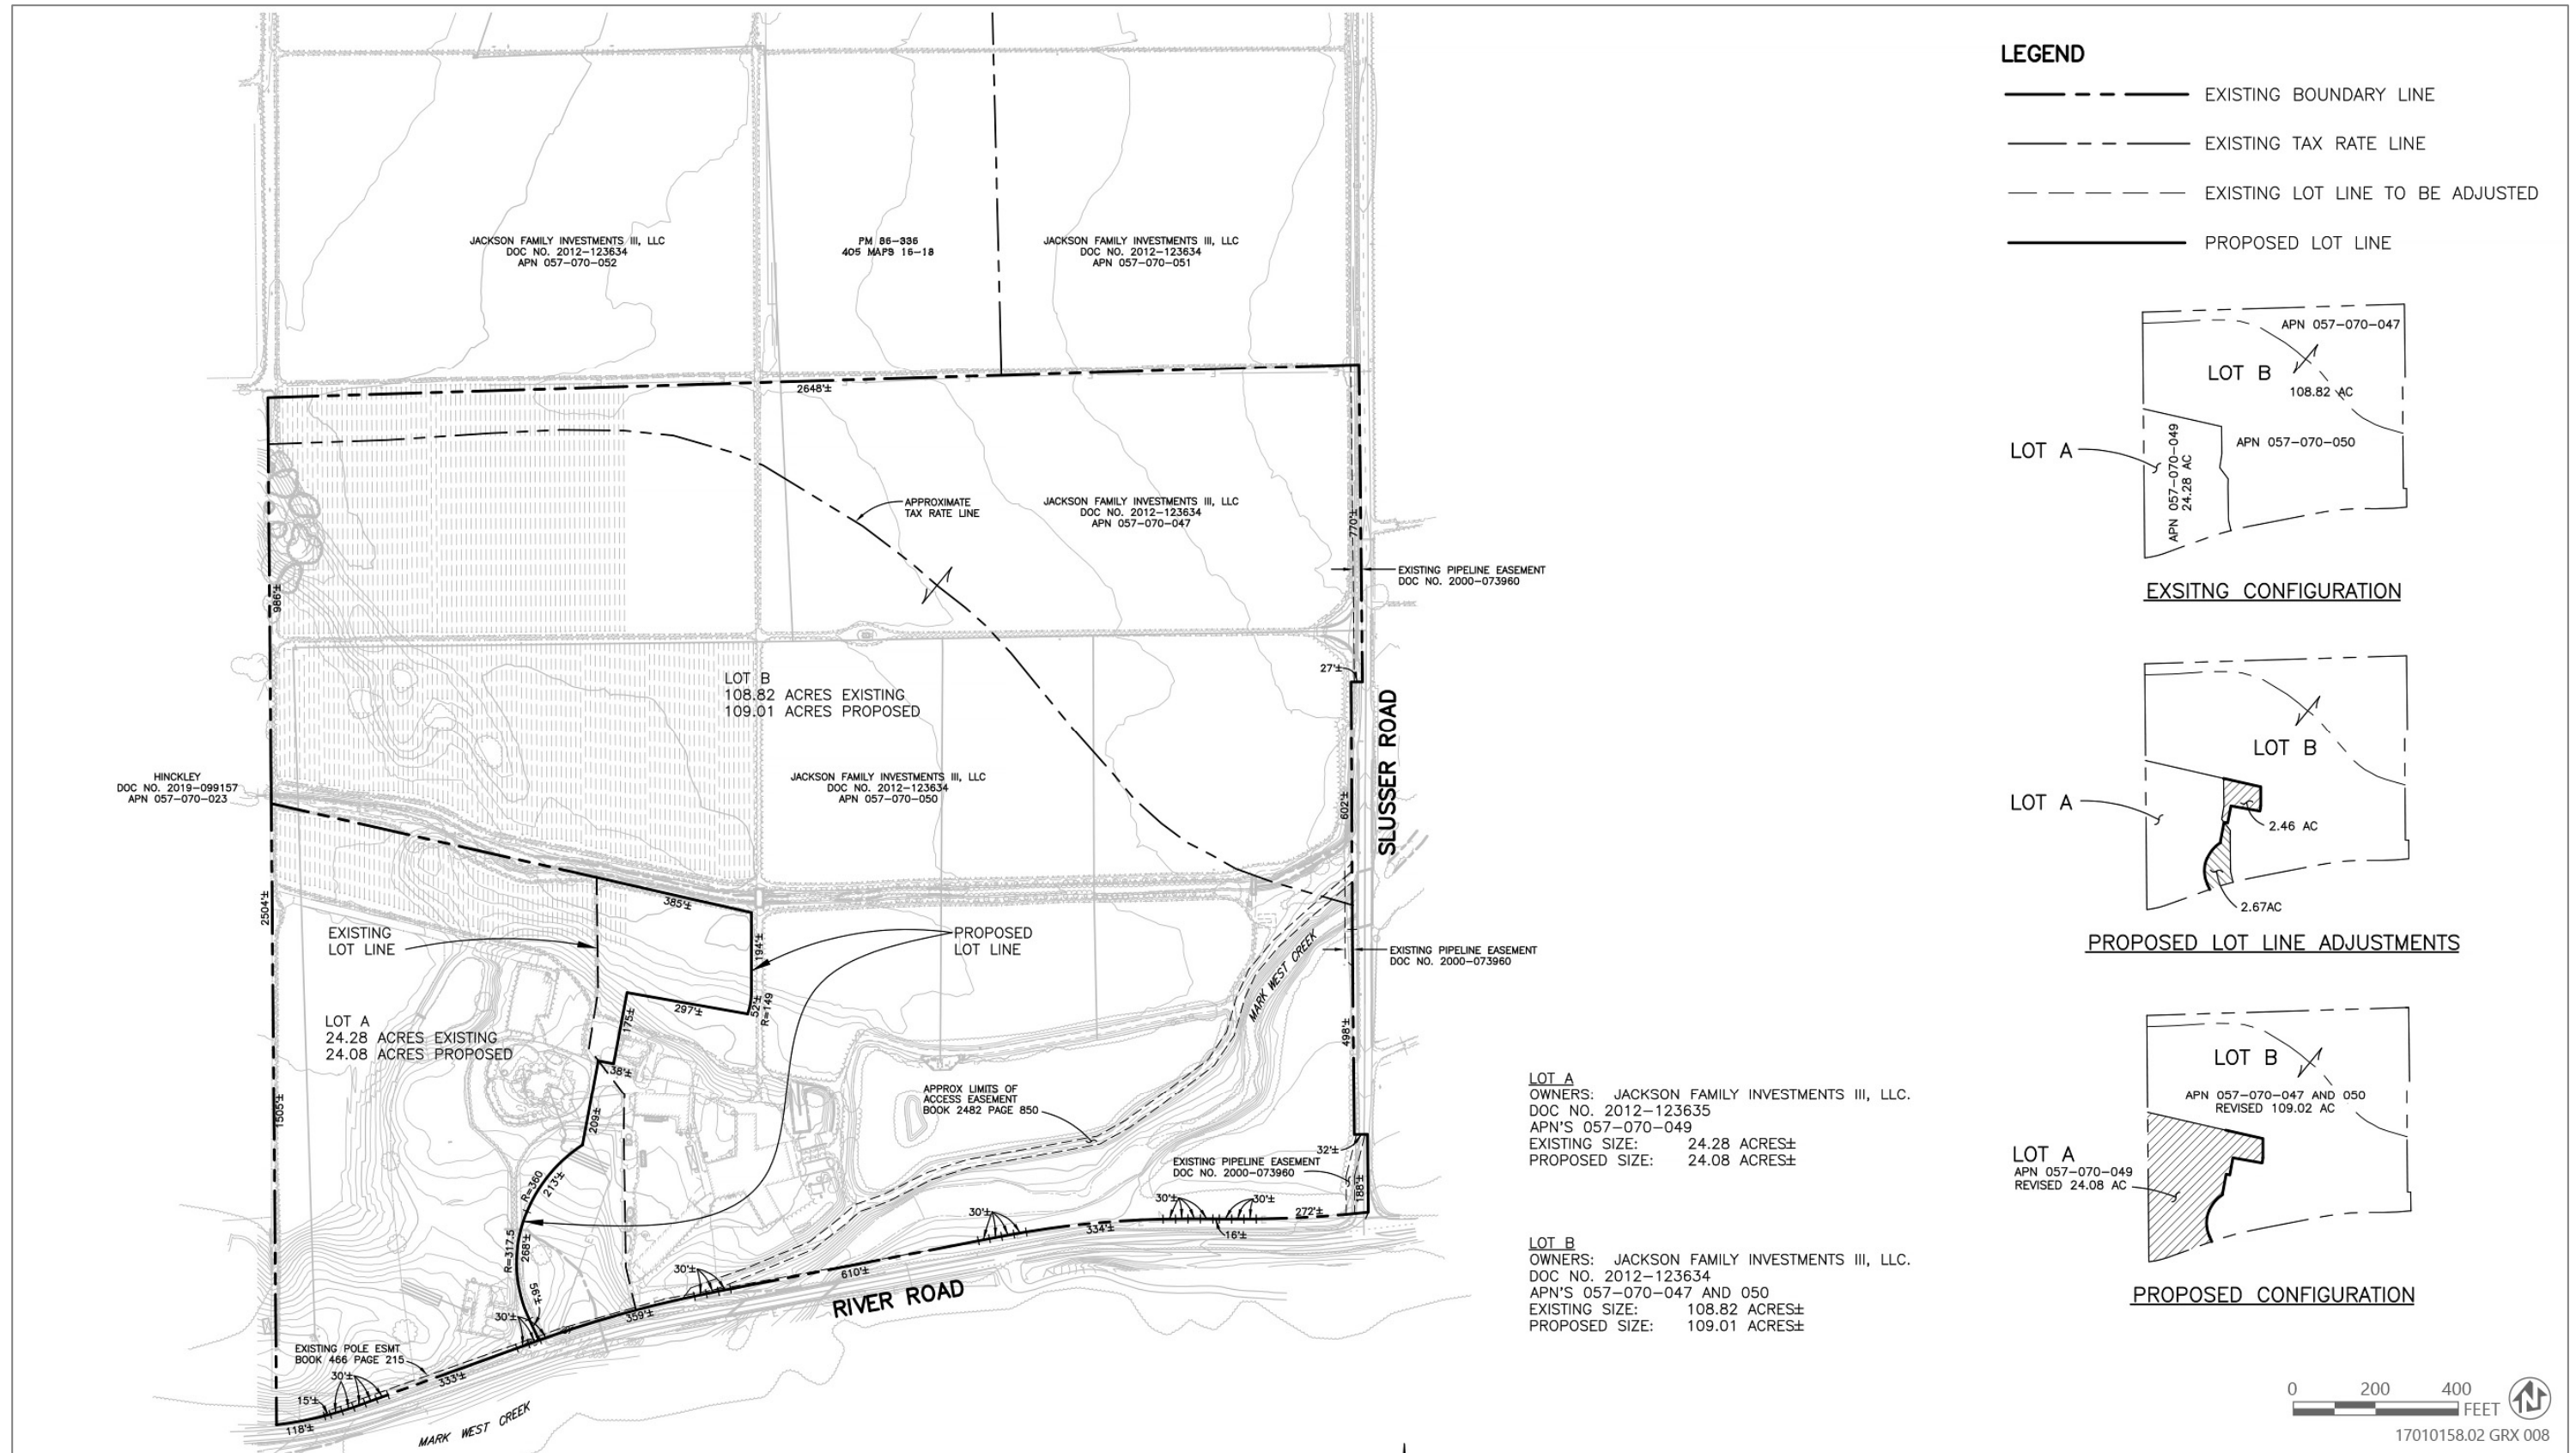 JACKSON FAMILY INVESTMENTS III, LLC
DOC NO. 2012-123634
APN 057-070-052
PM 86-336
405 MAPS 16-18
JACKSON FAMILY INVESTMENTS III, LLC
DOC NO. 2012-123634
APN 057-070-051
2648'±
APPROXIMATE
TAX RATE LINE
JACKSON FAMILY INVESTMENTS III, LLC
DOC NO. 2012-123634
APN 057-070-047
770'±
EXISTING PIPELINE EASEMENT
DOC NO. 2000-073960
986'±
27'±
LOT B
108.82 ACRES EXISTING
109.01 ACRES PROPOSED
SLUSSER ROAD
HINCKLEY
DOC NO. 2019-099157
APN 057-070-023
JACKSON FAMILY INVESTMENTS III, LLC
DOC NO. 2012-123634
APN 057-070-050
602'±
2504'±
385'±
EXISTING
LOT LINE
194'±
PROPOSED
LOT LINE
MARK WEST CREEK
EXISTING PIPELINE EASEMENT
DOC NO. 2000-073960
297'±
52'±
R=149
175±
LOT A
24.28 ACRES EXISTING
24.08 ACRES PROPOSED
498'±
38'±
APPROX LIMITS OF
ACCESS EASEMENT
BOOK 2482 PAGE 850
1505'±
209±
32'±
EXISTING PIPELINE EASEMENT
DOC NO. 2000-073960
R=360
213'±
188'±
30'±
30'±
30'±
272'±
334'±
16'±
R=317.5
268'±
30'±
610'±
56'±
RIVER ROAD
30'±
359'±
EXISTING POLE ESMT
BOOK 466 PAGE 215
30'±
333'±
15'±
118'±
MARK WEST CREEK
LOT A
OWNERS: JACKSON FAMILY INVESTMENTS III, LLC.
DOC NO. 2012-123635
APN'S 057-070-049
EXISTING SIZE: 24.28 ACRES±
PROPOSED SIZE: 24.08 ACRES±
LOT B
OWNERS: JACKSON FAMILY INVESTMENTS III, LLC.
DOC NO. 2012-123634
APN'S 057-070-047 AND 050
EXISTING SIZE: 108.82 ACRES±
PROPOSED SIZE: 109.01 ACRES±
LEGEND
EXISTING BOUNDARY LINE
EXISTING TAX RATE LINE
EXISTING LOT LINE TO BE ADJUSTED
PROPOSED LOT LINE
APN 057-070-047
LOT B
108.82 AC
APN 057-070-050
LOT A
APN 057-070-049
24.28 AC
EXSITNG CONFIGURATION
LOT B
LOT A
2.46 AC
2.67AC
PROPOSED LOT LINE ADJUSTMENTS
LOT B
APN 057-070-047 AND 050
REVISED 109.02 AC
LOT A
APN 057-070-049
REVISED 24.08 AC
PROPOSED CONFIGURATION
0 200 400
FEET
N
17010158.02 GRX 008